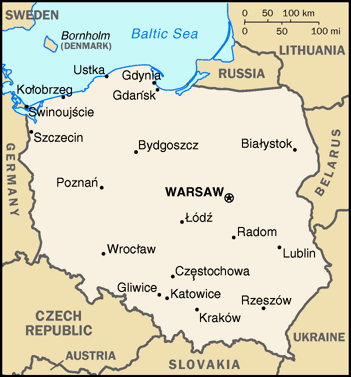 SWEDEN
Bornholm
(DENMARK)
Baltic Sea
0 50 100 km
0 50 100 mi
LITHUANIA
RUSSIA
Ustka
Gdynia
Gdańsk
Kołobrzeg
Świnoujście
Szczecin
Bydgoszcz
Białystok
GERMANY
BELARUS
Poznań
WARSAW
Łódź
Radom
Wrocław
Lublin
Częstochowa
Gliwice
Katowice
Rzeszów
Kraków
CZECH
REPUBLIC
UKRAINE
AUSTRIA
SLOVAKIA